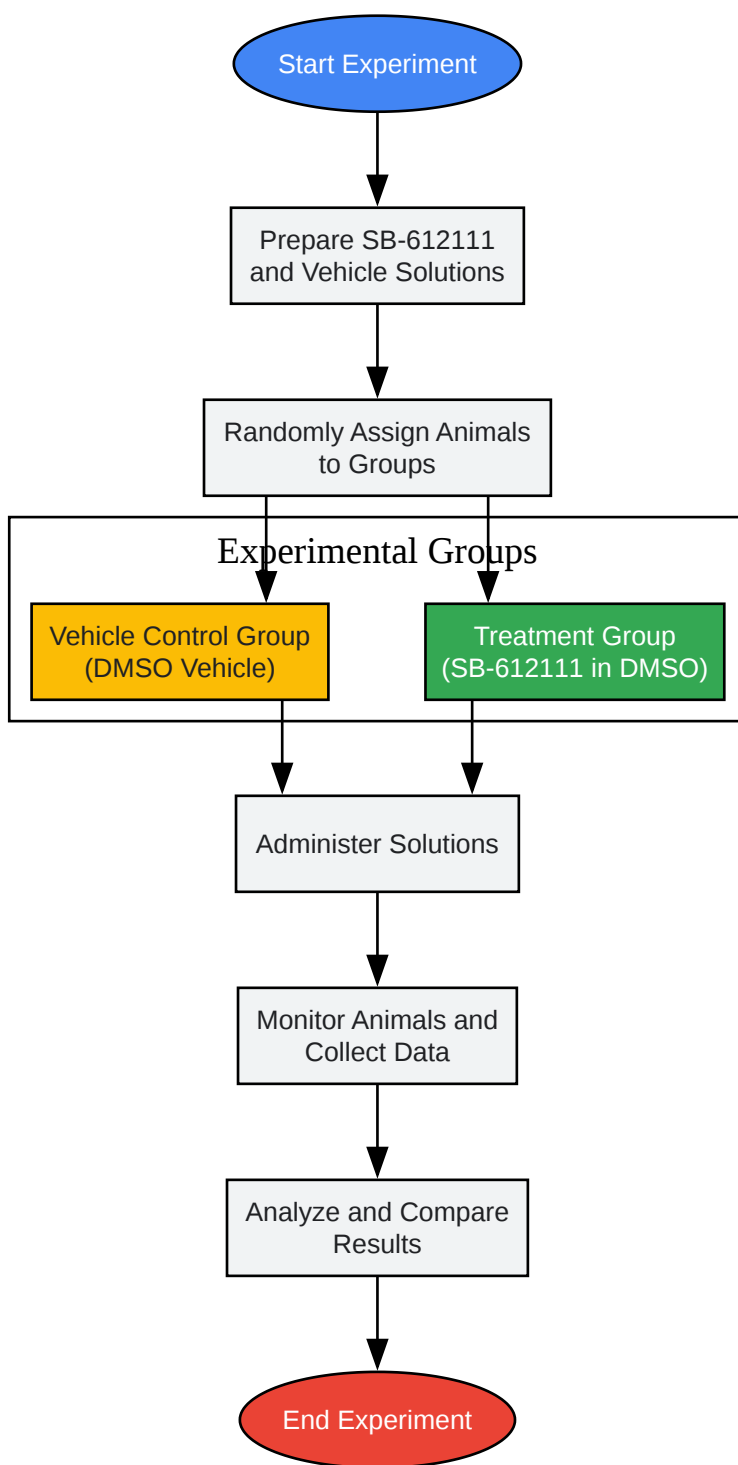 Start Experiment
Prepare SB-612111
and Vehicle Solutions
Randomly Assign Animals
to Groups
Experimental Groups
Vehicle Control Group
(DMSO Vehicle)
Treatment Group
(SB-612111 in DMSO)
Administer Solutions
Monitor Animals and
Collect Data
Analyze and Compare
Results
End Experiment